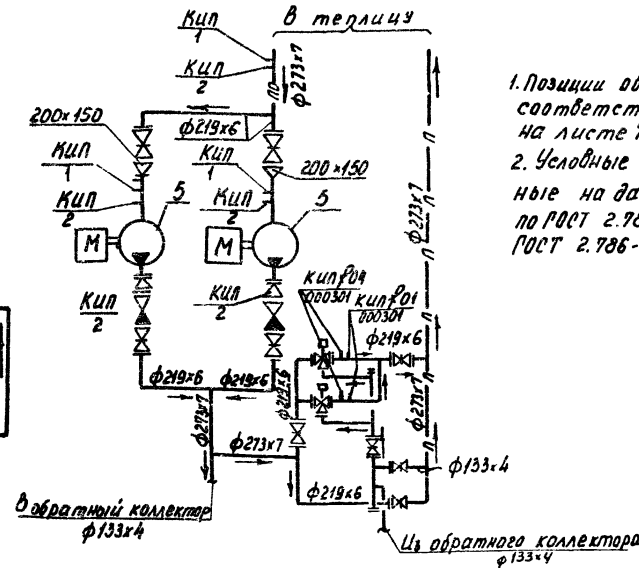 В теплицу
КИП
1
КИП
2
П
ф273х7
200х150
ф219х6
КИП
1
КИП
1
200х150
КИП
2
КИП
2
5
5
М
М
П
ф273х7
П
П
КИП
2
КИП
2
КИП
000301
КИП
000301
ф219х6
П
ф219х6
ф219х6
ф219х6
ф273х7
ф273х7
ф273х7
П
ф133х4
ф219х6
В обратный коллектор
ф133х4
Из обратного коллектора
ф133х4
1. Позиции об
соответст
на листе
2. Условные
ные на да
по ГОСТ 2.78
ГОСТ 2.786-